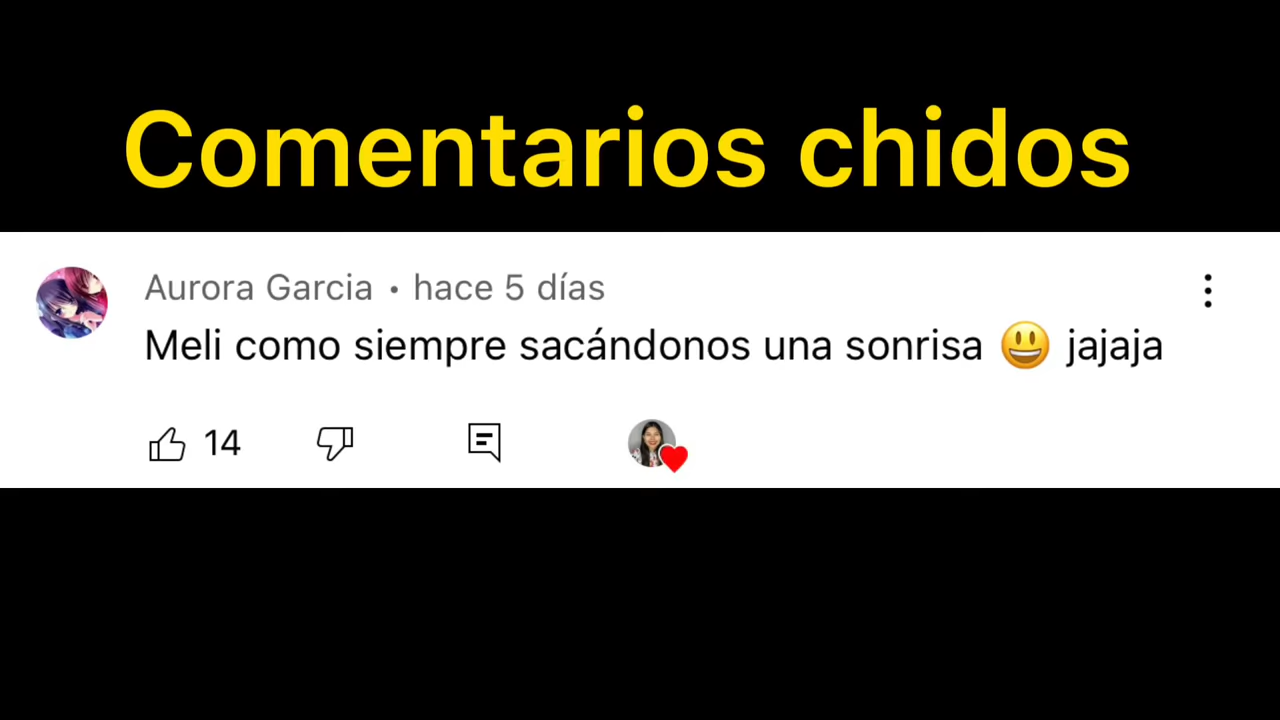 Comentarios chidos
Aurora Garcia • hace 5 días
Meli como siempre sacándonos una sonrisa 😃 jajaja
14